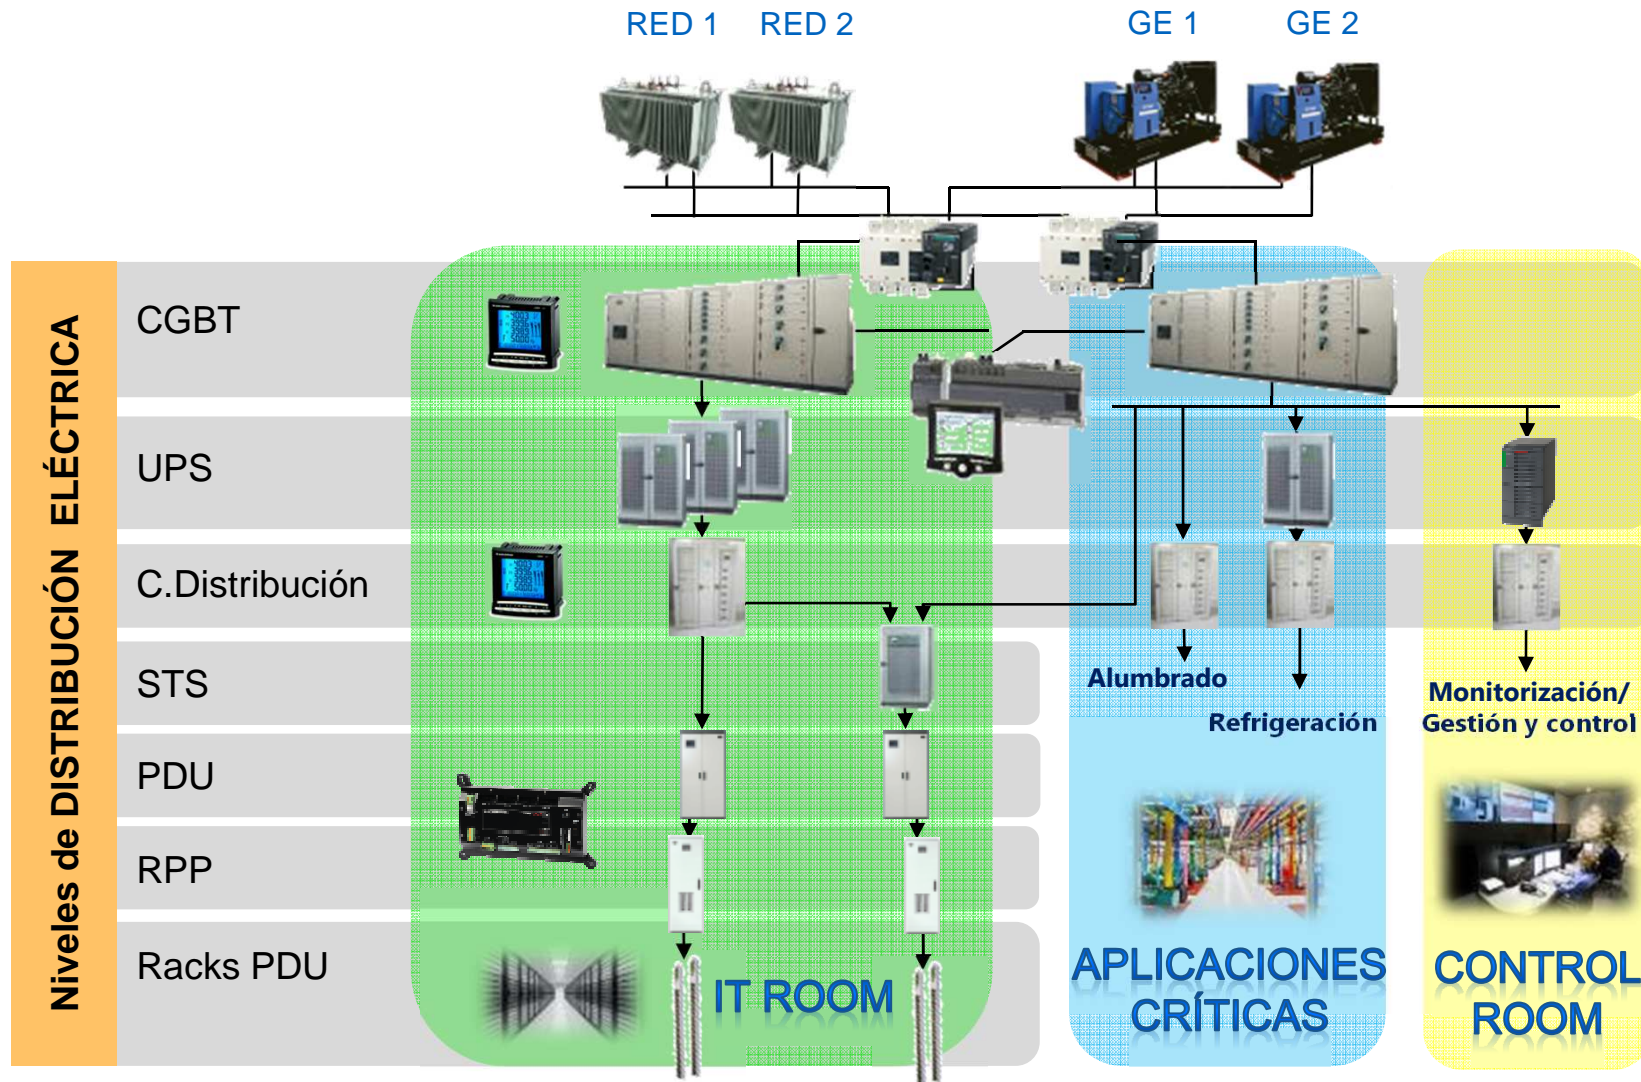 RED 1
RED 2
GE 1
GE 2
Niveles de DISTRIBUCIÓN ELÉCTRICA
CGBT
UPS
C.Distribución
STS
PDU
RPP
Racks PDU
Alumbrado
Refrigeración
Monitorización/
Gestión y control
IT ROOM
APLICACIONES
CRÍTICAS
CONTROL
ROOM